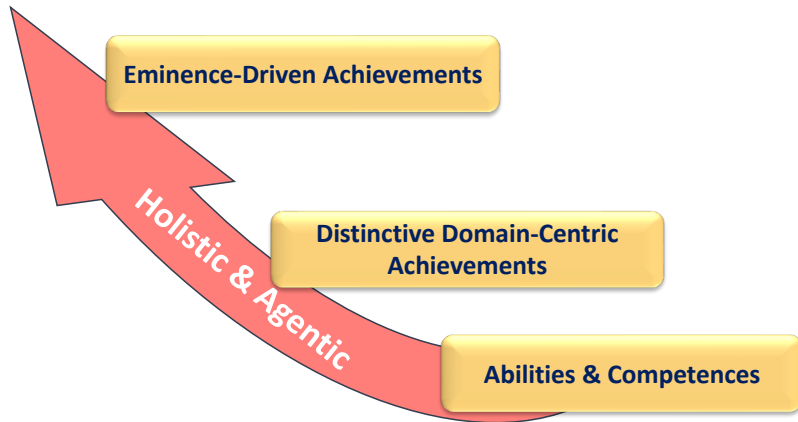 Eminence-Driven Achievements
Holistic & Agentic
Distinctive Domain-Centric
Achievements
Abilities & Competences